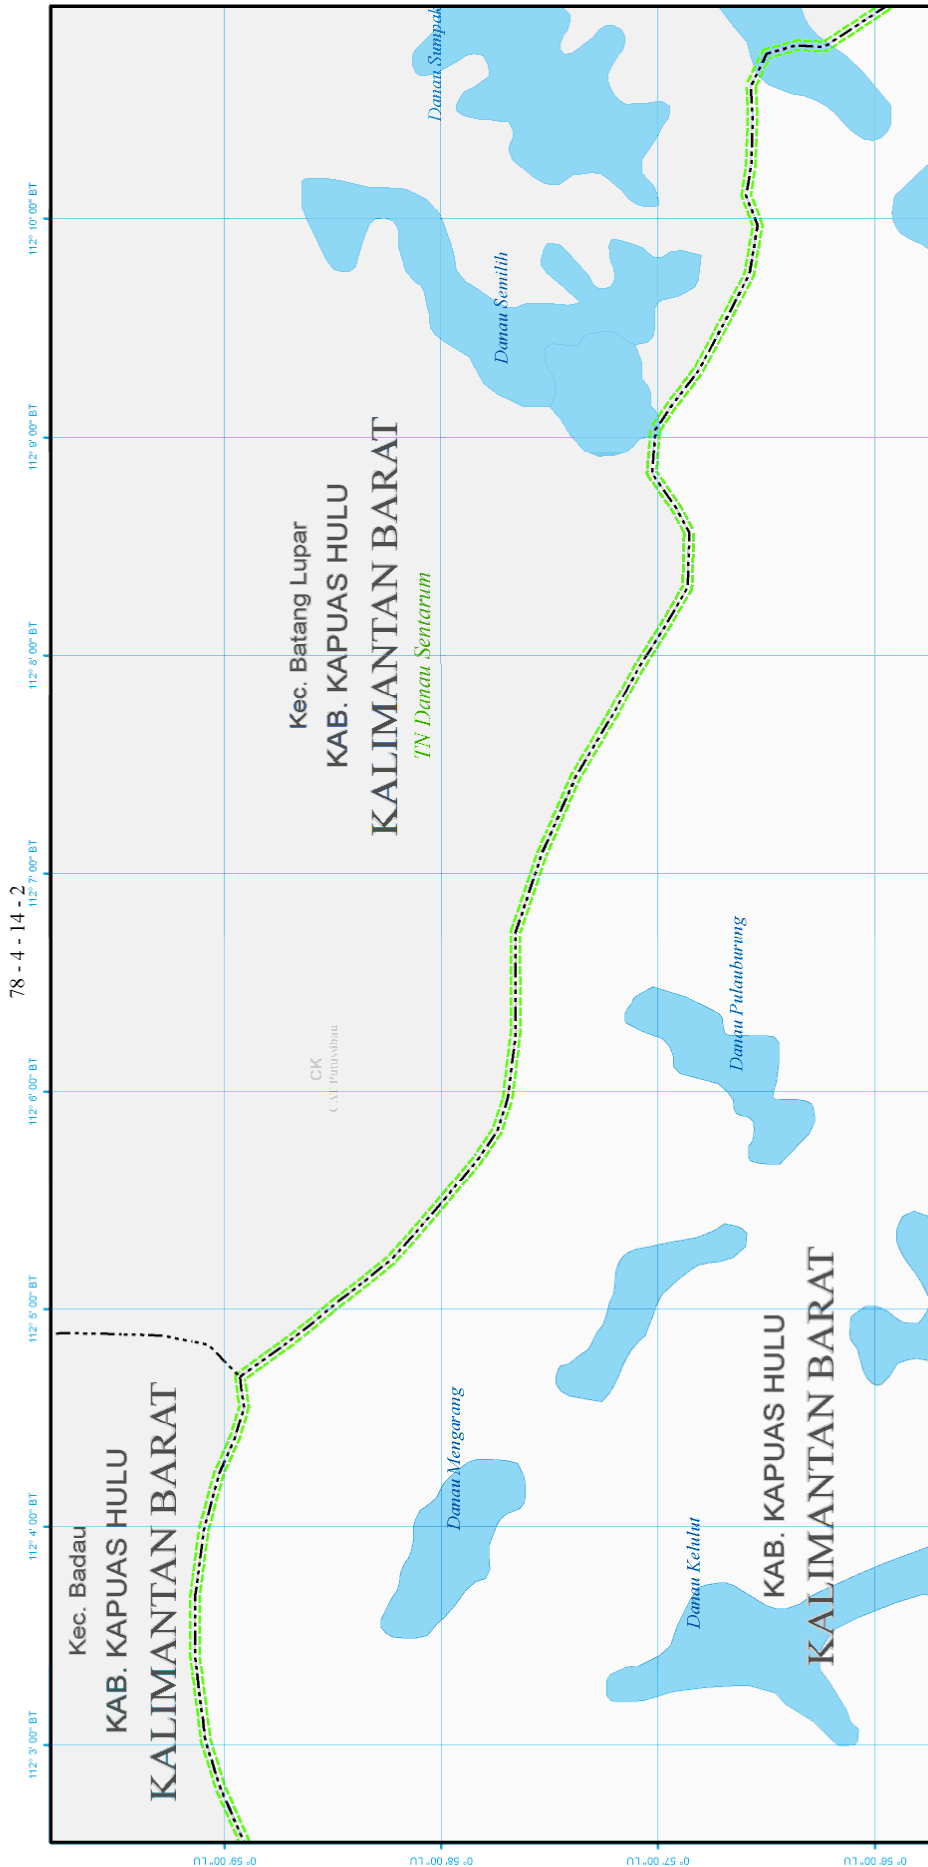 78 - 4 - 14 - 2
112° 3' 00" BT
112° 4' 00" BT
112° 5' 00" BT
112° 6' 00" BT
112° 7' 00" BT
112° 8' 00" BT
112° 9' 00" BT
112° 10' 00" BT
Kec. Badau
KAB. KAPUAS HULU
KALIMANTAN BARAT
CK
Kec. Batang Lupar
KAB. KAPUAS HULU
KALIMANTAN BARAT
TN Danau Sentarum
Danau Sumpak
Danau Semilih
Danau Mengarang
Danau Pulauburung
Danau Kelulut
KAB. KAPUAS HULU
KALIMANTAN BARAT
0° 59' 00" LU
0° 58' 00" LU
0° 57' 00" LU
0° 56' 00" LU